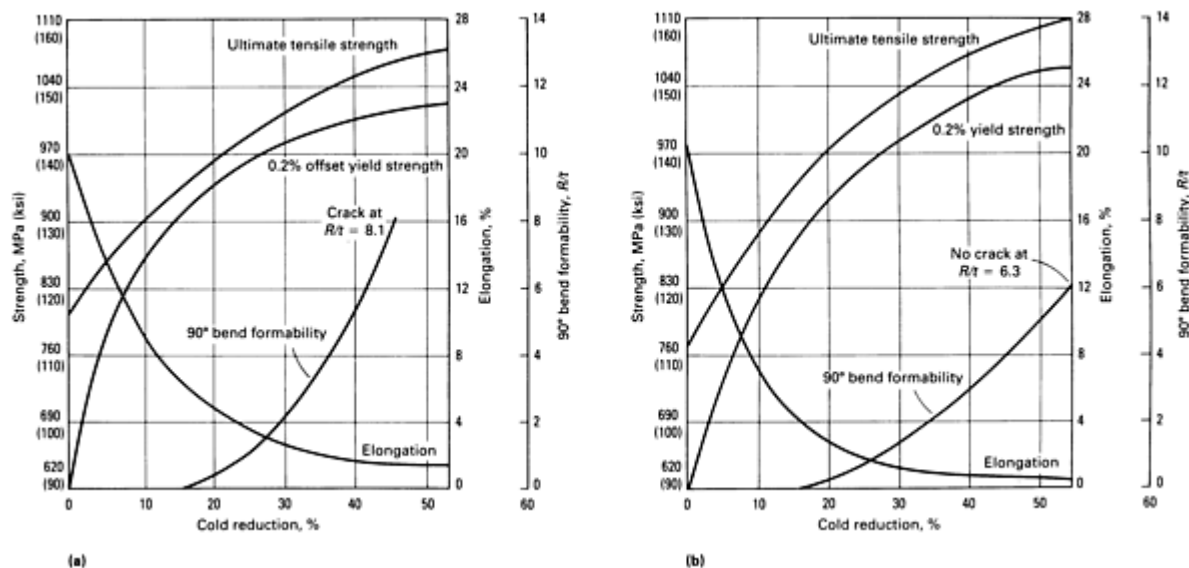 1110
(160)
1040
(150)
970
(140)
900
(130)
830
(120)
760
(110)
690
(100)
620
(90)
Strength, MPa (ksi)
Ultimate tensile strength
0.2% offset yield strength
Crack at
R/t = 8.1
90° bend formability
Elongation
28
24
20
16
12
8
4
0
Elongation, %
14
12
10
8
6
4
2
0
90° bend formability, R/t
0 10 20 30 40 50 60
Cold reduction, %
(a)
1110
(160)
1040
(150)
970
(140)
900
(130)
830
(120)
760
(110)
690
(100)
620
(90)
Strength, MPa (ksi)
Ultimate tensile strength
0.2% yield strength
No crack at
R/t = 6.3
90° bend formability
Elongation
28
24
20
16
12
8
4
0
Elongation, %
14
12
10
8
6
4
2
0
90° bend formability, R/t
0 10 20 30 40 50 60
Cold reduction, %
(b)